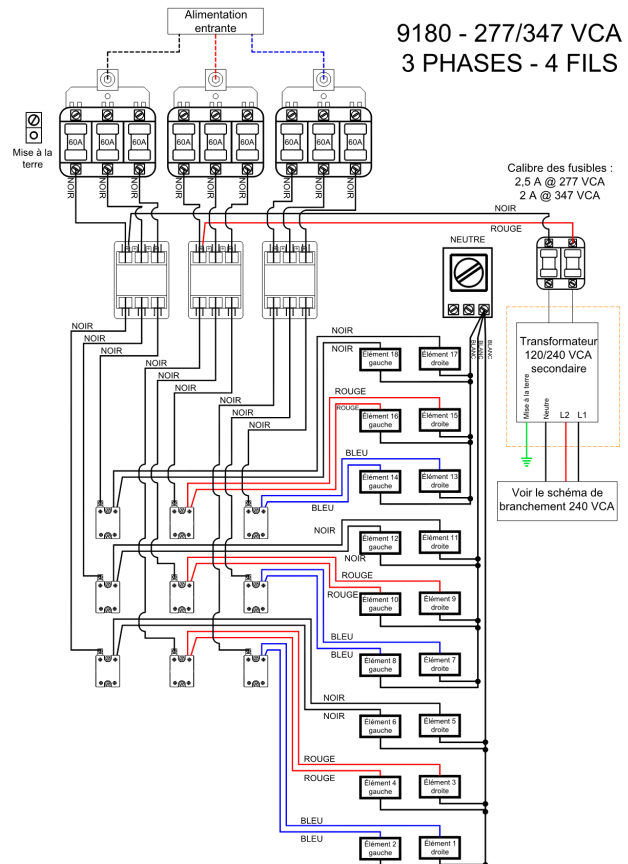 Alimentation
entrante
9180 - 277/347 VCA
3 PHASES - 4 FILS
60A 60A 60A 60A 60A 60A 60A 60A 60A
Mise à la
terre
NOIR NOIR NOIR NOIR NOIR NOIR
Calibre des fusibles :
2,5 A @ 277 VCA
2 A @ 347 VCA
NOIR
ROUGE
NEUTRE
BLANC
BLANC
BLANC
Transformateur
120/240 VCA
secondaire
Mise à la terre
Neutre
L2 L1
Voir le schéma de
branchement 240 VCA
NOIR
NOIR
NOIR
NOIR
NOIR
NOIR
NOIR
NOIR
NOIR
NOIR
NOIR
Élément 18
gauche
Élément 17
droite
ROUGE
ROUGE
Élément 16
gauche
Élément 15
droite
BLEU
BLEU
Élément 14
gauche
Élément 13
droite
NOIR
NOIR
Élément 12
gauche
Élément 11
droite
ROUGE
ROUGE
Élément 10
gauche
Élément 9
droite
BLEU
BLEU
Élément 8
gauche
Élément 7
droite
NOIR
NOIR
Élément 6
gauche
Élément 5
droite
ROUGE
ROUGE
Élément 4
gauche
Élément 3
droite
BLEU
BLEU
Élément 2
gauche
Élément 1
droite